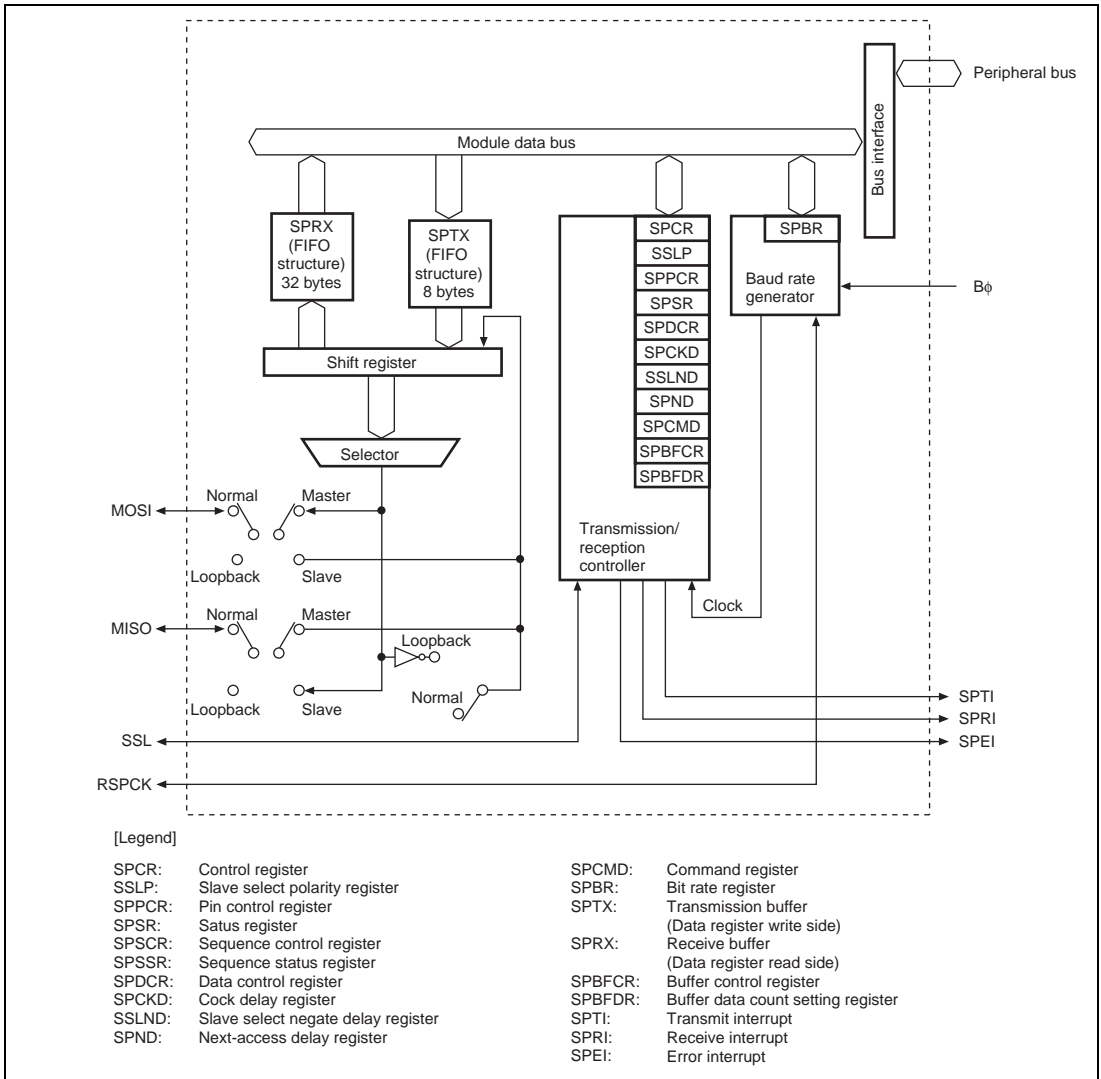 Peripheral bus
Bus interface
Module data bus
SPRX
(FIFO
structure)
32 bytes
SPTX
(FIFO
structure)
8 bytes
SPCR
SSLP
SPPCR
SPSR
SPDCR
SPCKD
SSLND
SPND
SPCMD
SPBFCR
SPBFDR
Transmission/
reception
controller
SPBR
Baud rate
generator
Bϕ
Shift register
Selector
Clock
MOSI
Normal
Master
Loopback
Slave
MISO
Normal
Master
Loopback
Loopback
Slave
Normal
SSL
RSPCK
SPTI
SPRI
SPEI
[Legend]
SPCR: Control register
SSLP: Slave select polarity register
SPPCR: Pin control register
SPSR: Satus register
SPSCR: Sequence control register
SPSSR: Sequence status register
SPDCR: Data control register
SPCKD: Cock delay register
SSLND: Slave select negate delay register
SPND: Next-access delay register
SPCMD: Command register
SPBR: Bit rate register
SPTX: Transmission buffer
(Data register write side)
SPRX: Receive buffer
(Data register read side)
SPBFCR: Buffer control register
SPBFDR: Buffer data count setting register
SPTI: Transmit interrupt
SPRI: Receive interrupt
SPEI: Error interrupt